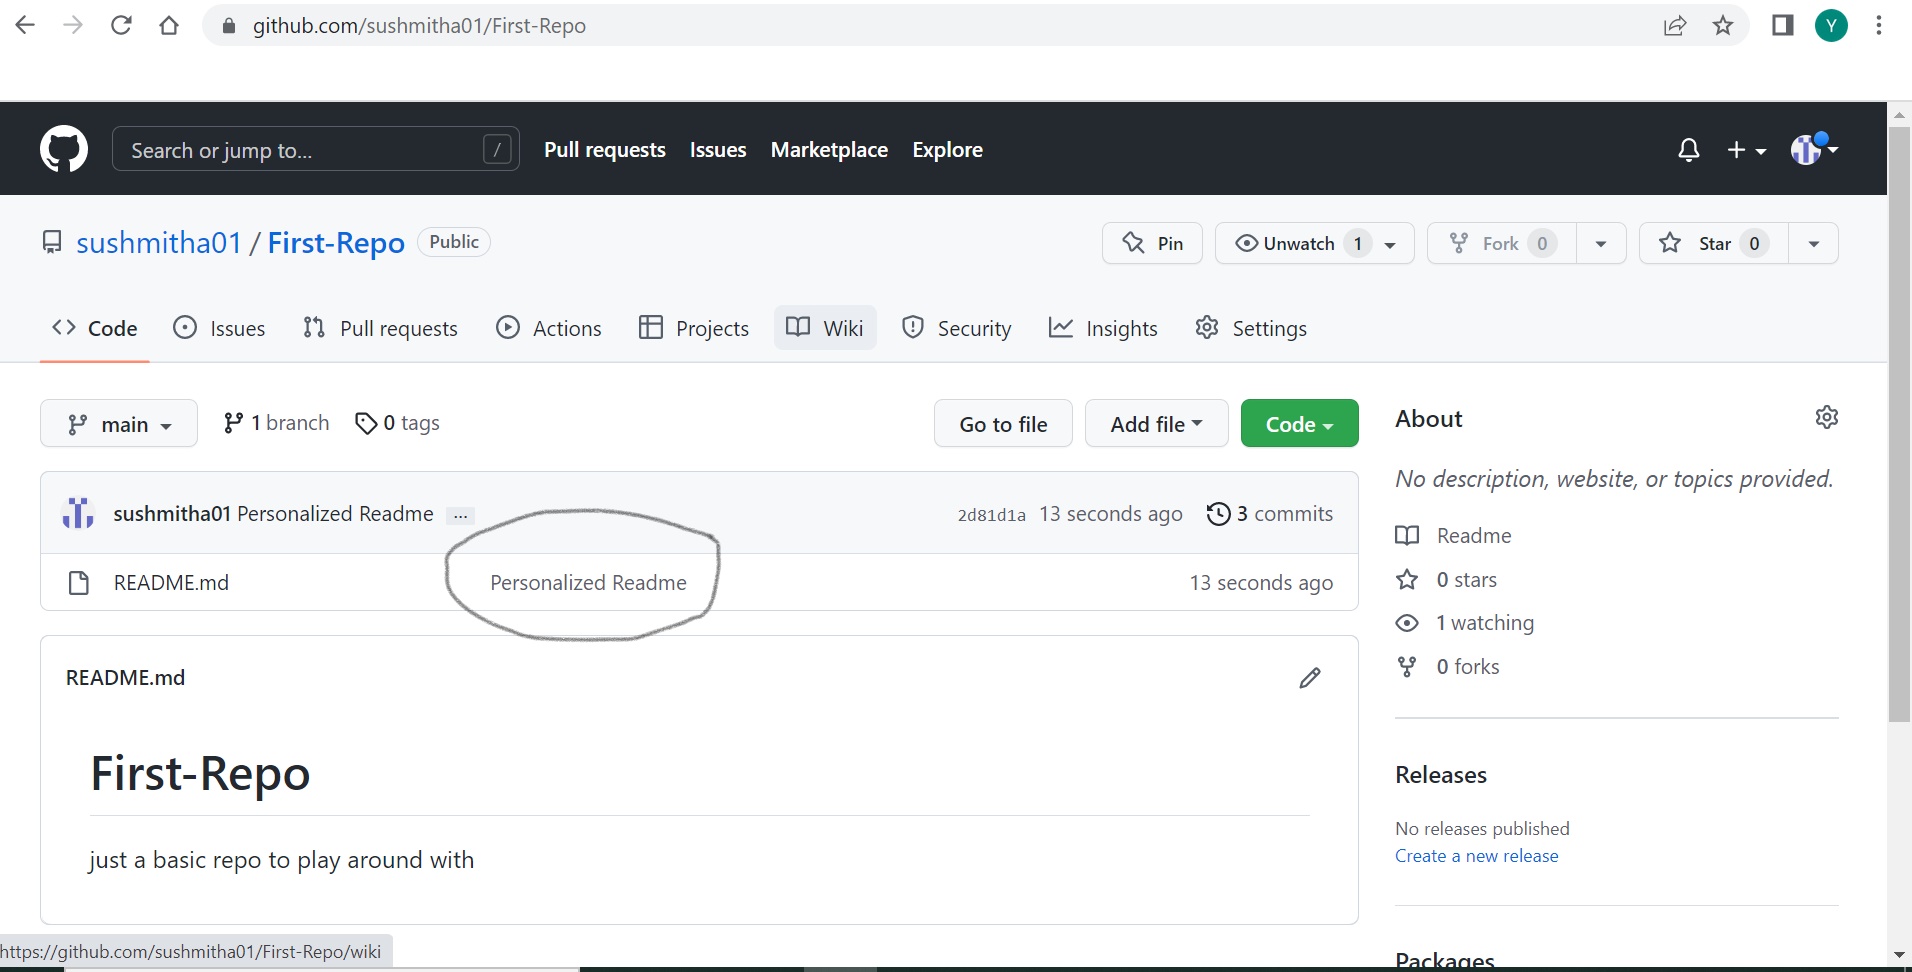 github.com/sushmitha01/First-Repo
Y
Search or jump to... /
Pull requests Issues Marketplace Explore
sushmitha01 / First-Repo Public
Pin Unwatch 1 Fork 0 Star 0
Code Issues Pull requests Actions Projects Wiki Security Insights Settings
main 1 branch 0 tags Go to file Add file Code
sushmitha01 Personalized Readme ... 2d81d1a 13 seconds ago 3 commits
README.md Personalized Readme 13 seconds ago
README.md
First-Repo
just a basic repo to play around with
About
No description, website, or topics provided.
Readme
0 stars
1 watching
0 forks
Releases
No releases published
Create a new release
Packages
https://github.com/sushmitha01/First-Repo/wiki